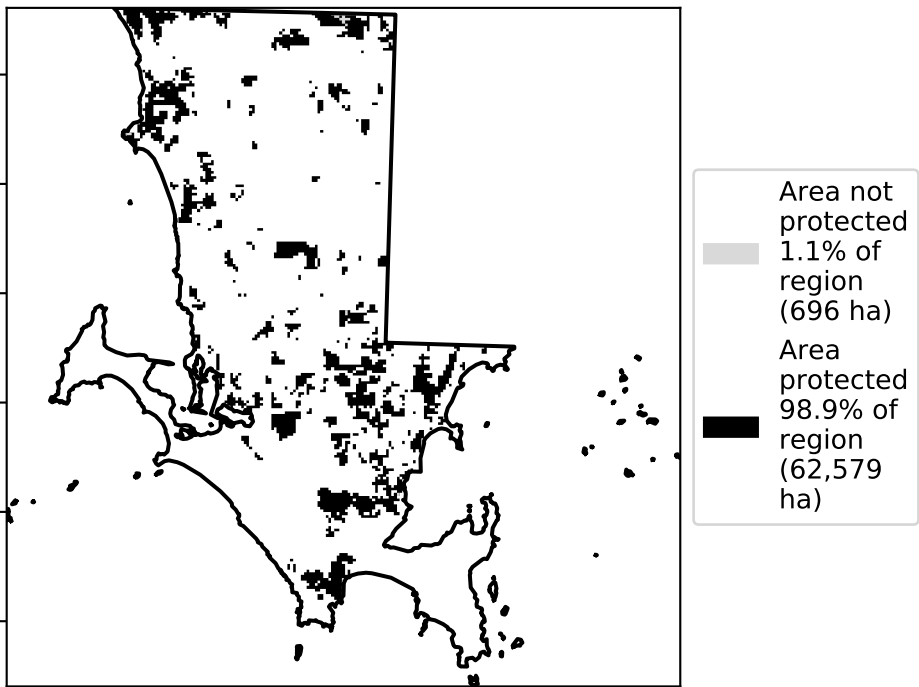 Area not
protected
1.1% of
region
(696 ha)
Area
protected
98.9% of
region
(62,579
ha)